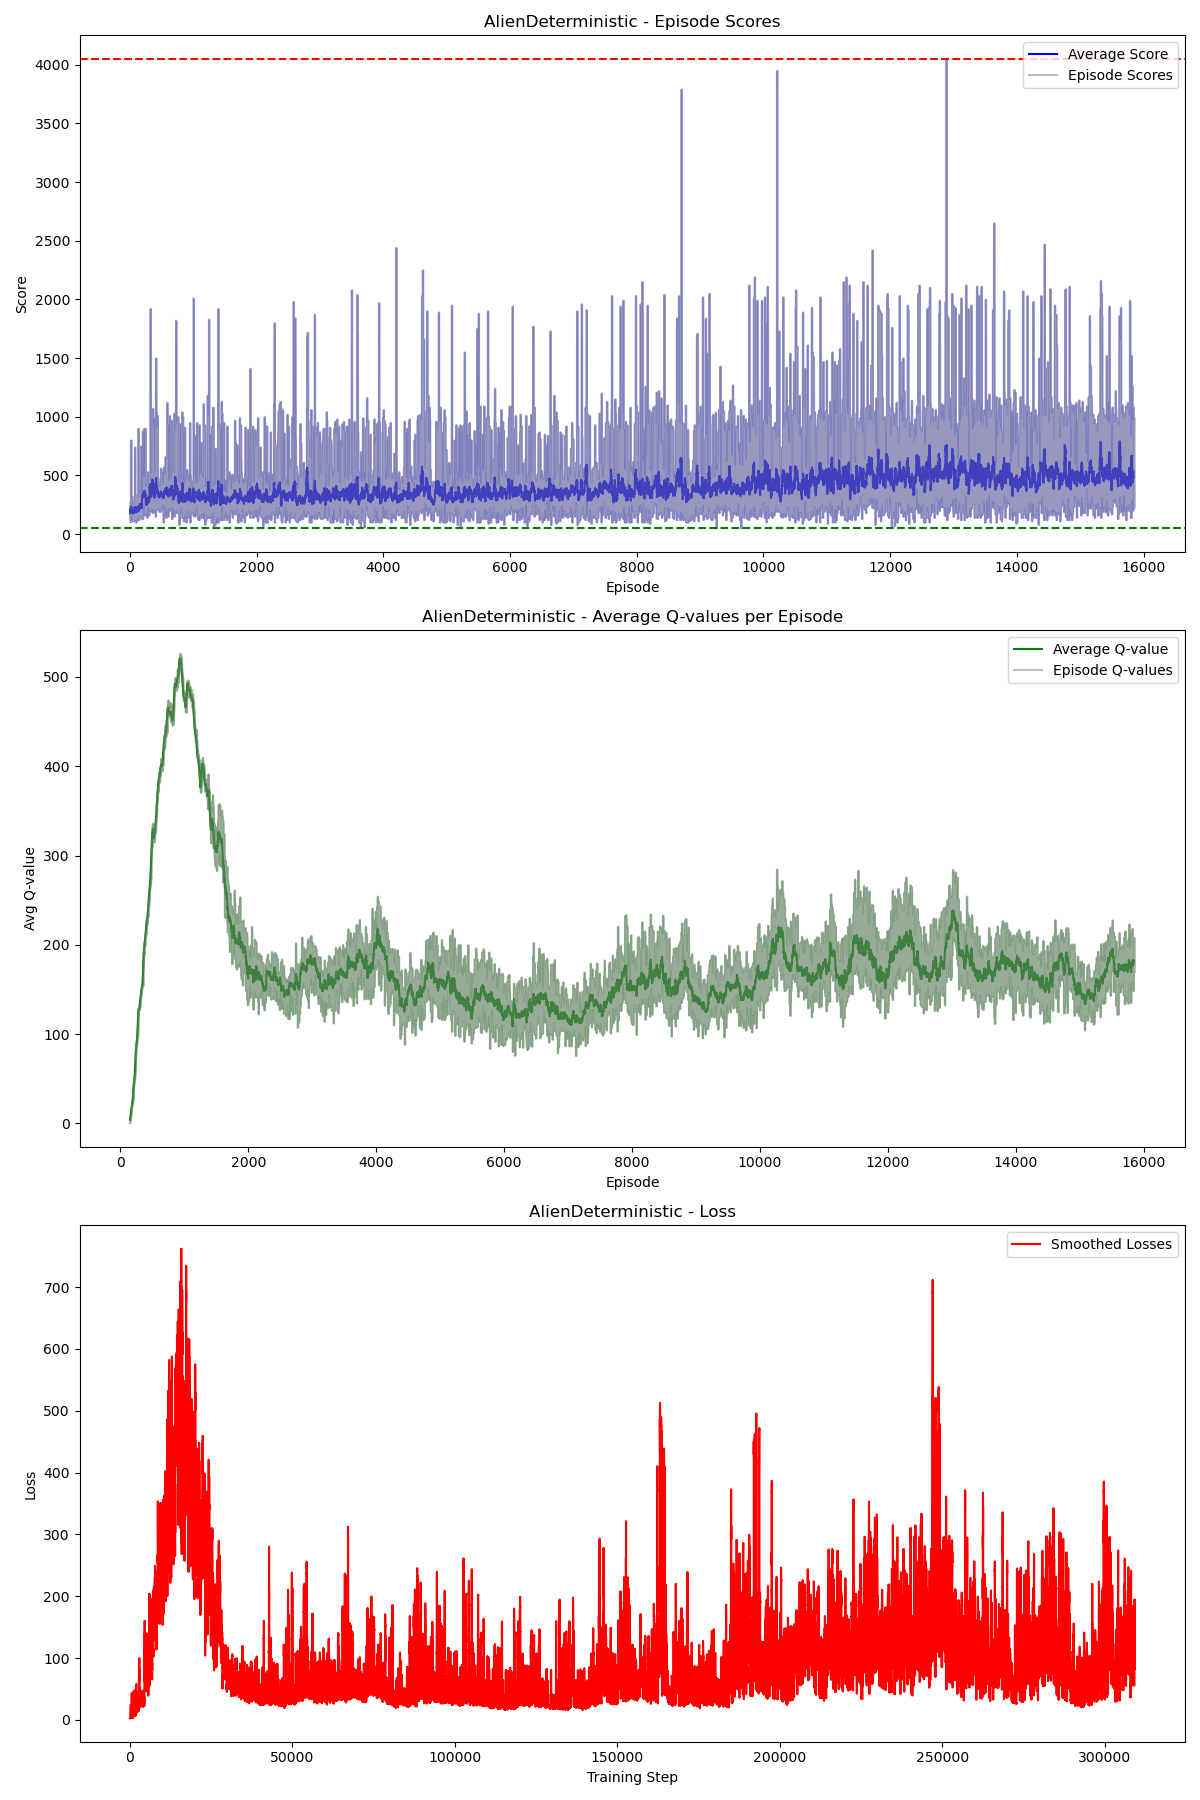 AlienDeterministic - Episode Scores
Average Score
Episode Scores
Score
4000
3500
3000
2500
2000
1500
1000
500
0
0 2000 4000 6000 8000 10000 12000 14000 16000
Episode
AlienDeterministic - Average Q-values per Episode
Average Q-value
Episode Q-values
Avg Q-value
500
400
300
200
100
0
0 2000 4000 6000 8000 10000 12000 14000 16000
Episode
AlienDeterministic - Loss
Smoothed Losses
Loss
700
600
500
400
300
200
100
0
0 50000 100000 150000 200000 250000 300000
Training Step